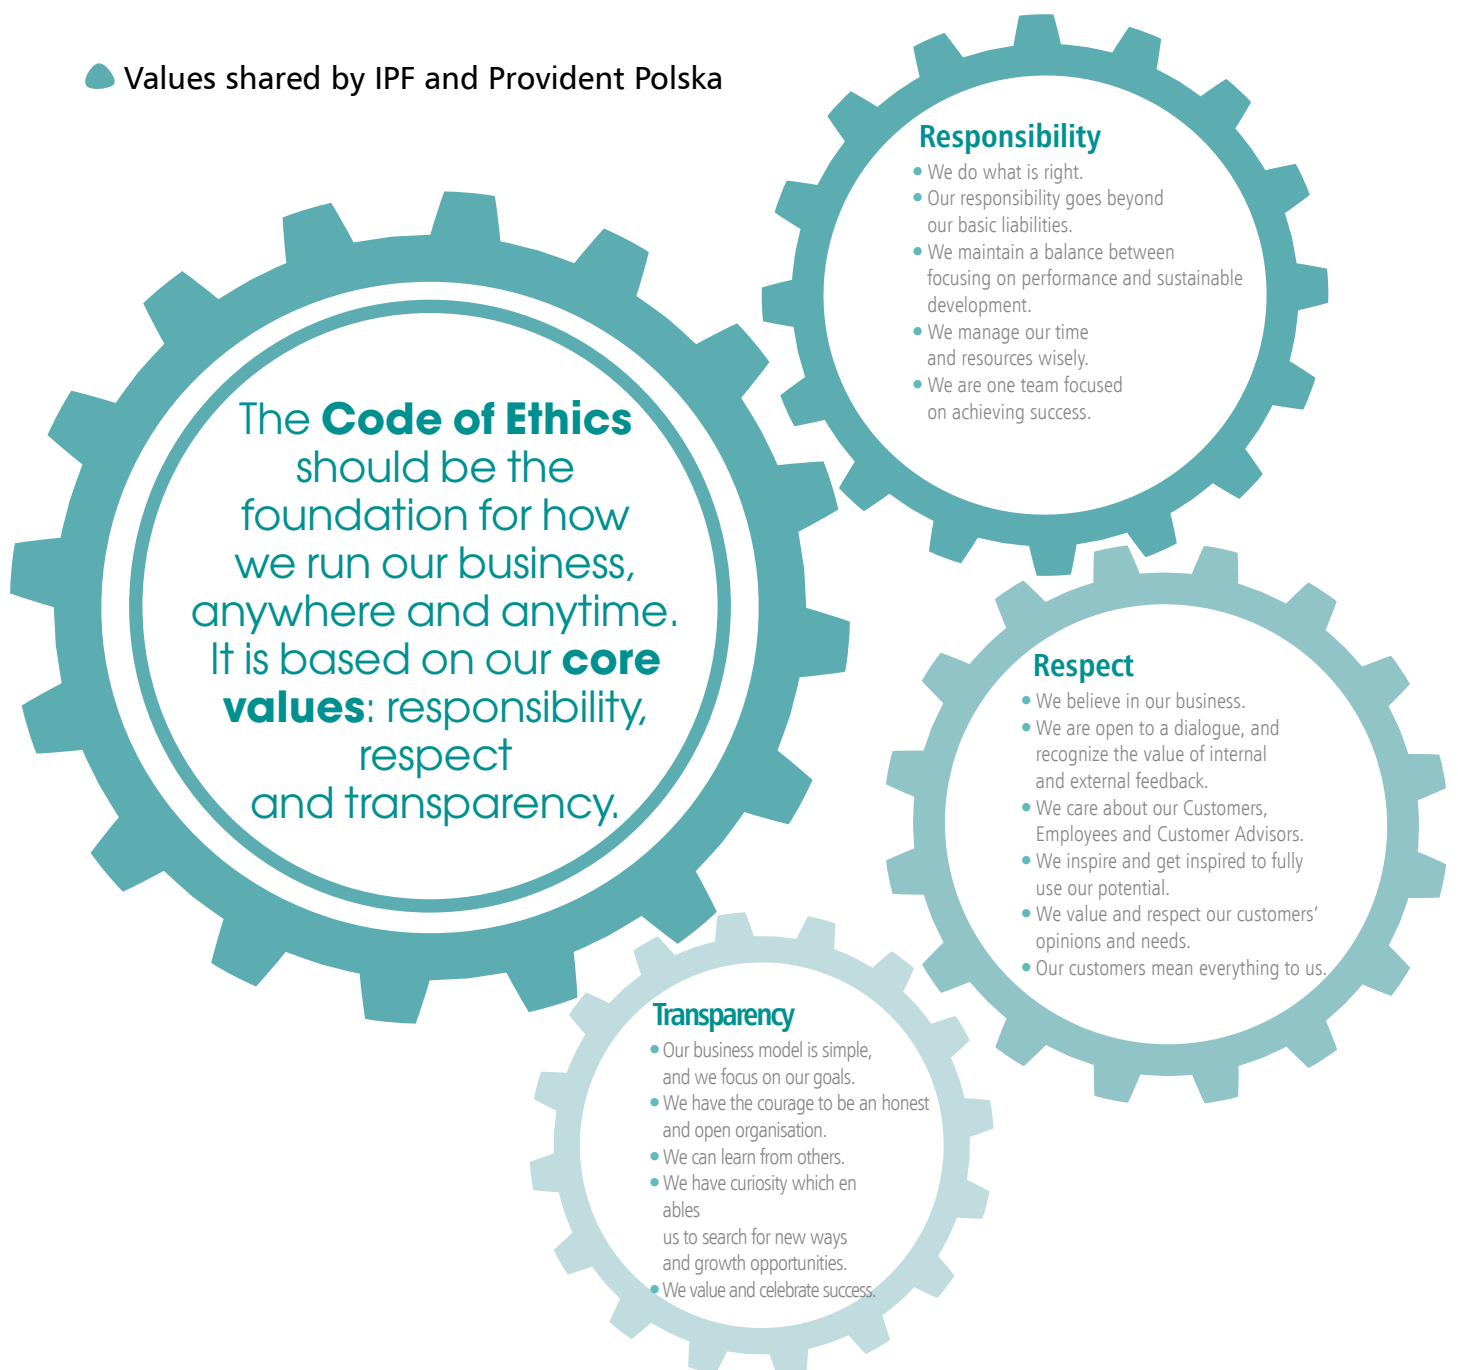 Values shared by IPF and Provident Polska
The Code of Ethics
should be the
foundation for how
we run our business,
anywhere and anytime.
It is based on our core
values: responsibility,
respect
and transparency.
Responsibility
• We do what is right.
• Our responsibility goes beyond
our basic liabilities.
• We maintain a balance between
focusing on performance and sustainable
development.
• We manage our time
and resources wisely.
• We are one team focused
on achieving success.
Respect
• We believe in our business.
• We are open to a dialogue, and
recognize the value of internal
and external feedback.
• We care about our Customers,
Employees and Customer Advisors.
• We inspire and get inspired to fully
use our potential.
• We value and respect our customers’
opinions and needs.
• Our customers mean everything to us.
Transparency
• Our business model is simple,
and we focus on our goals.
• We have the courage to be an honest
and open organisation.
• We can learn from others.
• We have curiosity which en
ables
us to search for new ways
and growth opportunities.
• We value and celebrate success.